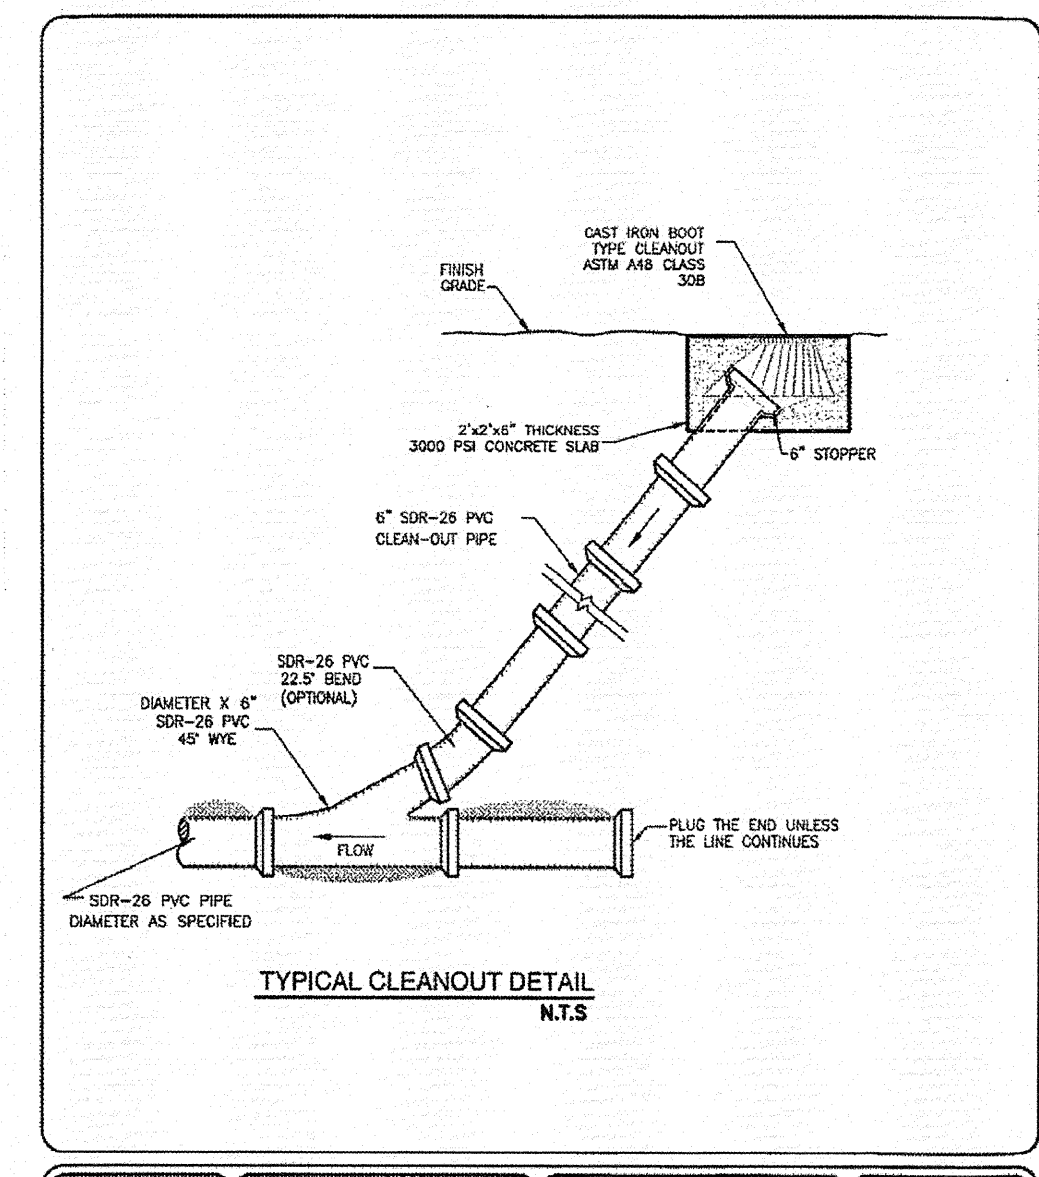 CAST IRON BOOT
TYPE CLEANOUT
ASTM A48 CLASS
30B
FINISH
GRADE
2'x2'x6" THICKNESS
3000 PSI CONCRETE SLAB
6" STOPPER
6" SDR-26 PVC
CLEAN-OUT PIPE
SDR-26 PVC
22.5° BEND
(OPTIONAL)
DIAMETER X 6"
SDR-26 PVC
45° WYE
FLOW
PLUG THE END UNLESS
THE LINE CONTINUES
SDR-26 PVC PIPE
DIAMETER AS SPECIFIED
TYPICAL CLEANOUT DETAIL
N.T.S